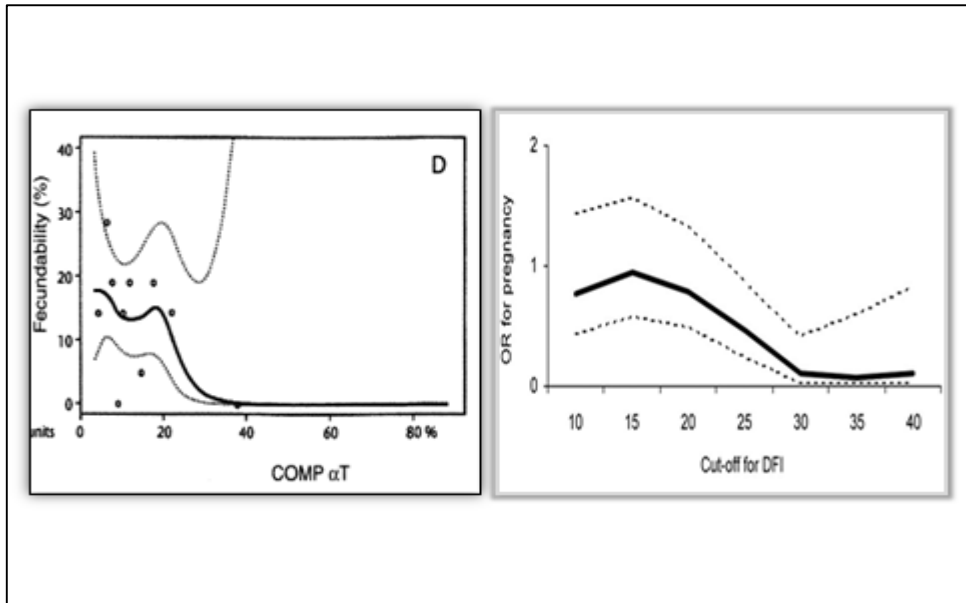 D
Fecundability (%)
40
30
20
10
0
units
0 20 40 60 80 %
COMP αT
OR for pregnancy
2
1
0
10 15 20 25 30 35 40
Cut-off for DFI